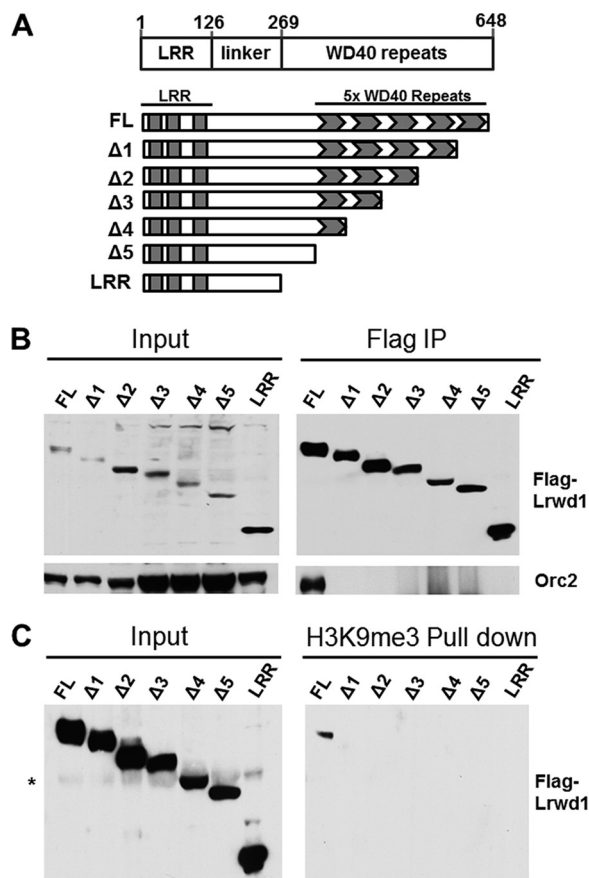 A
1 126 269 648
LRR linker WD40 repeats
LRR 5x WD40 Repeats
FL
Δ1
Δ2
Δ3
Δ4
Δ5
LRR
B
Input Flag IP
FL Δ1 Δ2 Δ3 Δ4 Δ5 LRR FL Δ1 Δ2 Δ3 Δ4 Δ5 LRR
Flag-
Lrwd1
Orc2
C
Input H3K9me3 Pull down
FL Δ1 Δ2 Δ3 Δ4 Δ5 LRR FL Δ1 Δ2 Δ3 Δ4 Δ5 LRR
*
Flag-
Lrwd1